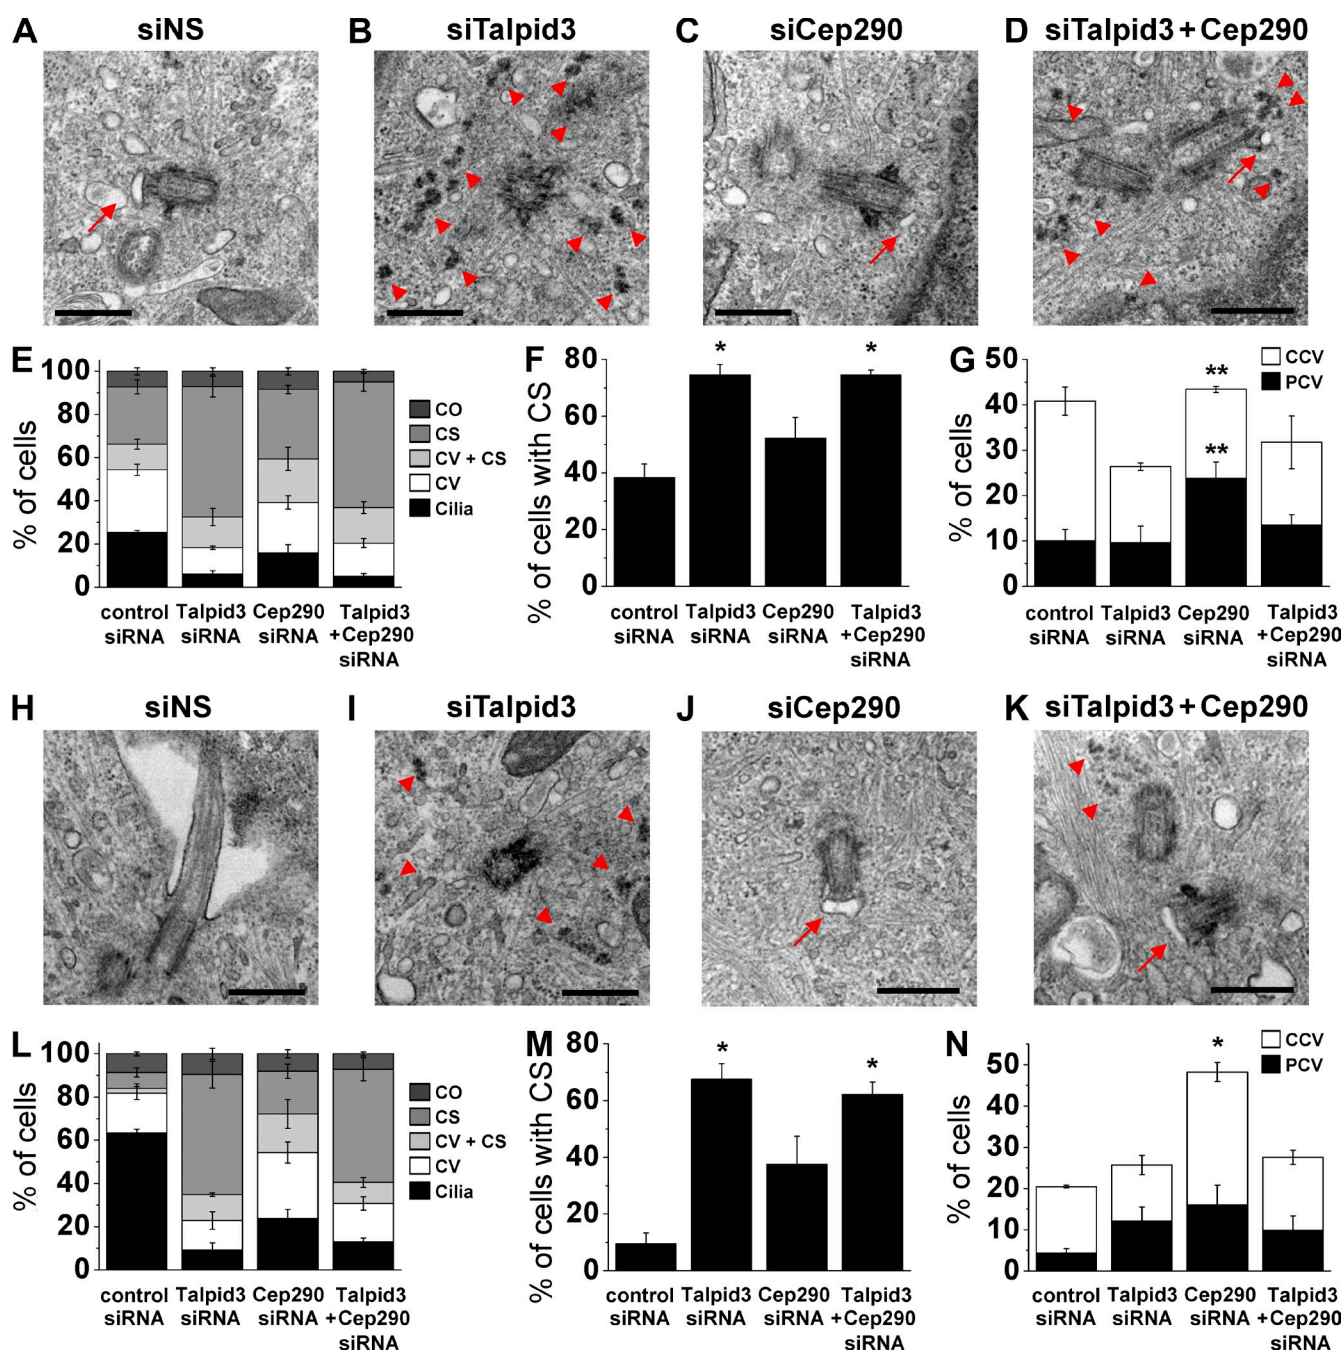 A siNS
B siTalpid3
C siCep290
D siTalpid3 + Cep290
E
% of cells
100
80
60
40
20
0
CO
CS
CV + CS
CV
Cilia
control siRNA
Talpid3 siRNA
Cep290 siRNA
Talpid3 +Cep290 siRNA
F
% of cells with CS
80
60
40
20
0
*
*
control siRNA
Talpid3 siRNA
Cep290 siRNA
Talpid3 +Cep290 siRNA
G
% of cells
50
40
30
20
10
0
CCV
PCV
**
**
control siRNA
Talpid3 siRNA
Cep290 siRNA
Talpid3 +Cep290 siRNA
H siNS
I siTalpid3
J siCep290
K siTalpid3 + Cep290
L
% of cells
100
80
60
40
20
0
CO
CS
CV + CS
CV
Cilia
control siRNA
Talpid3 siRNA
Cep290 siRNA
Talpid3 +Cep290 siRNA
M
% of cells with CS
80
60
40
20
0
*
*
control siRNA
Talpid3 siRNA
Cep290 siRNA
Talpid3 +Cep290 siRNA
N
% of cells
50
40
30
20
10
0
CCV
PCV
*
control siRNA
Talpid3 siRNA
Cep290 siRNA
Talpid3 +Cep290 siRNA